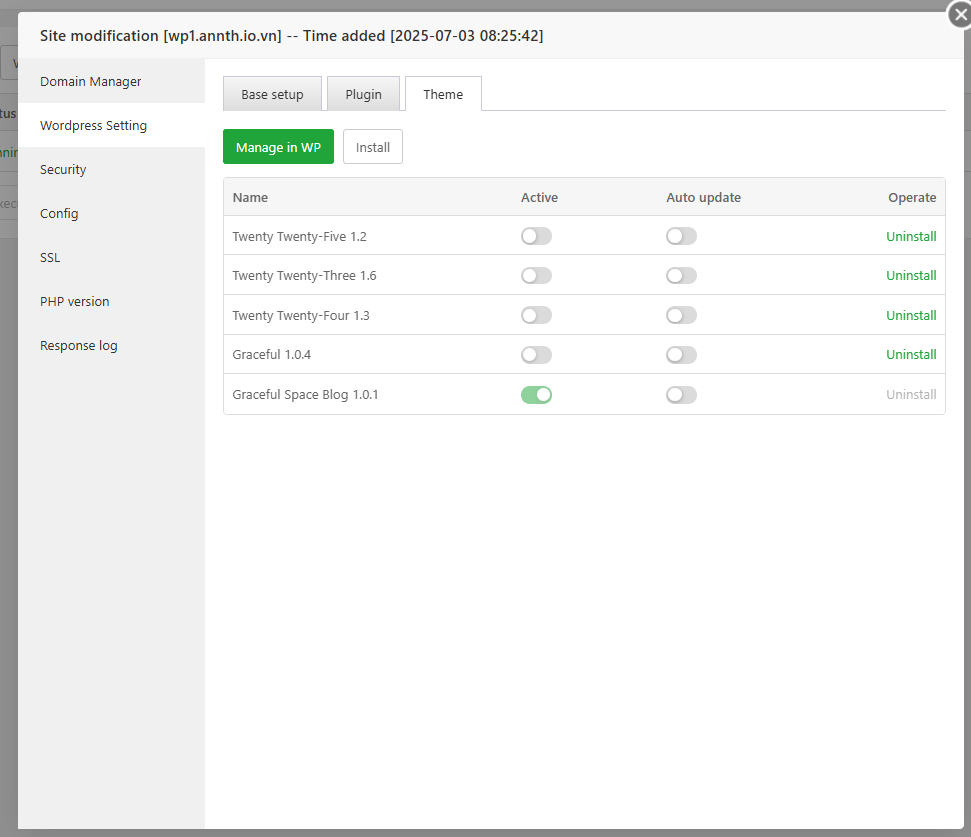 Site modification [wp1.annth.io.vn] -- Time added [2025-07-03 08:25:42]
Domain Manager
Wordpress Setting
Security
Config
SSL
PHP version
Response log
Base setup Plugin Theme
Manage in WP Install
Name Active Auto update Operate
Twenty Twenty-Five 1.2 Uninstall
Twenty Twenty-Three 1.6 Uninstall
Twenty Twenty-Four 1.3 Uninstall
Graceful 1.0.4 Uninstall
Graceful Space Blog 1.0.1 Uninstall